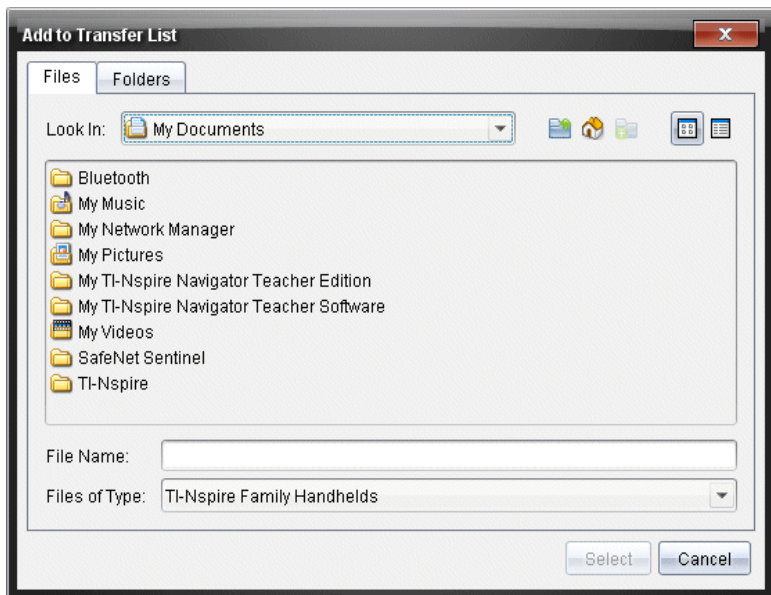 Add to Transfer List
Files Folders
Look In: My Documents
Bluetooth
My Music
My Network Manager
My Pictures
My TI-Nspire Navigator Teacher Edition
My TI-Nspire Navigator Teacher Software
My Videos
SafeNet Sentinel
TI-Nspire
File Name:
Files of Type: TI-Nspire Family Handhelds
Select Cancel